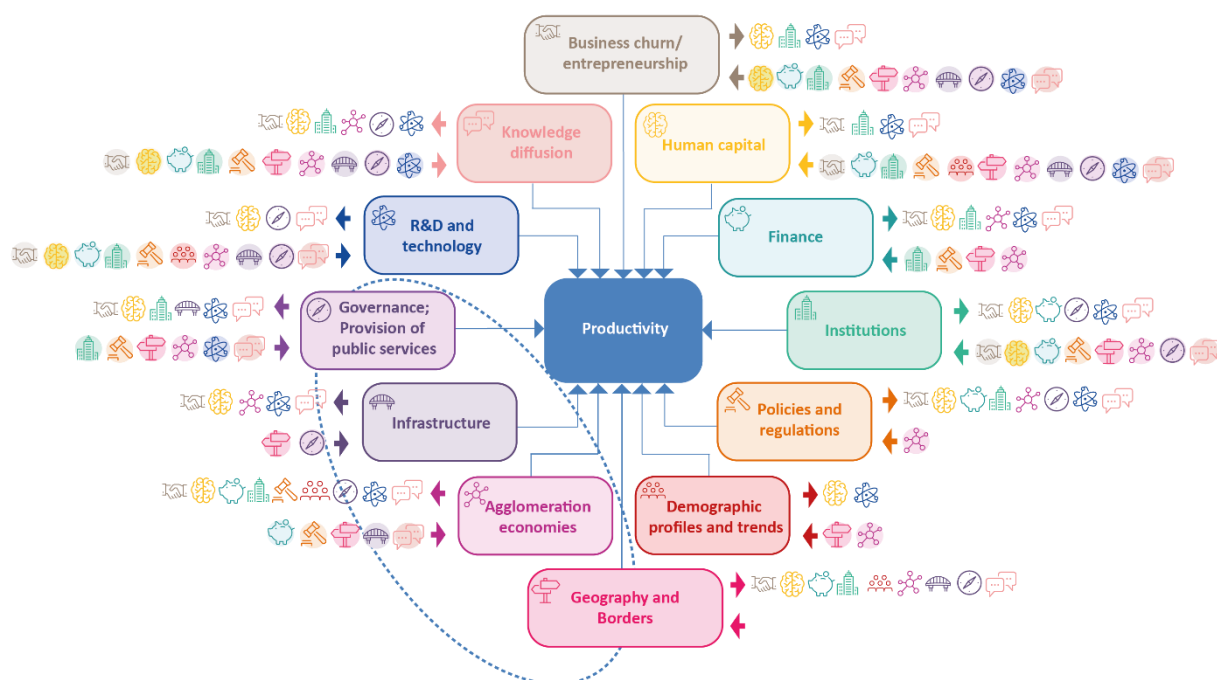 Business churn/
entrepreneurship
Knowledge
diffusion
Human capital
R&D and
technology
Finance
Governance;
Provision of
public services
Productivity
Institutions
Infrastructure
Policies and
regulations
Agglomeration
economies
Demographic
profiles and trends
Geography and
Borders